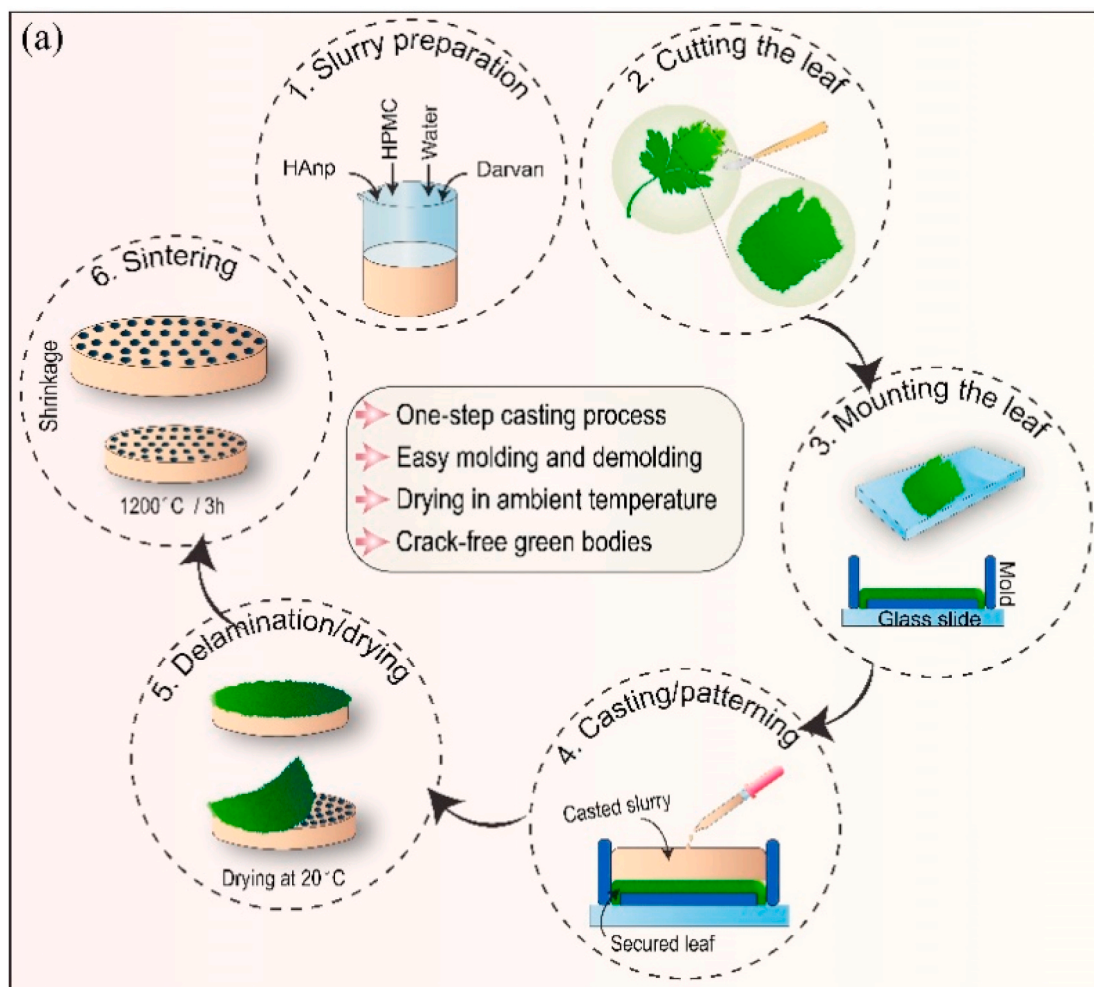 (a)
1. Slurry preparation
HAnp
HPMC
Water
Darvan
2. Cutting the leaf
3. Mounting the leaf
Mold
Glass slide
4. Casting/patterning
Casted slurry
Secured leaf
5. Delamination/drying
Drying at 20´C
6. Sintering
Shrinkage
1200´C / 3h
One-step casting process
Easy molding and demolding
Drying in ambient temperature
Crack-free green bodies